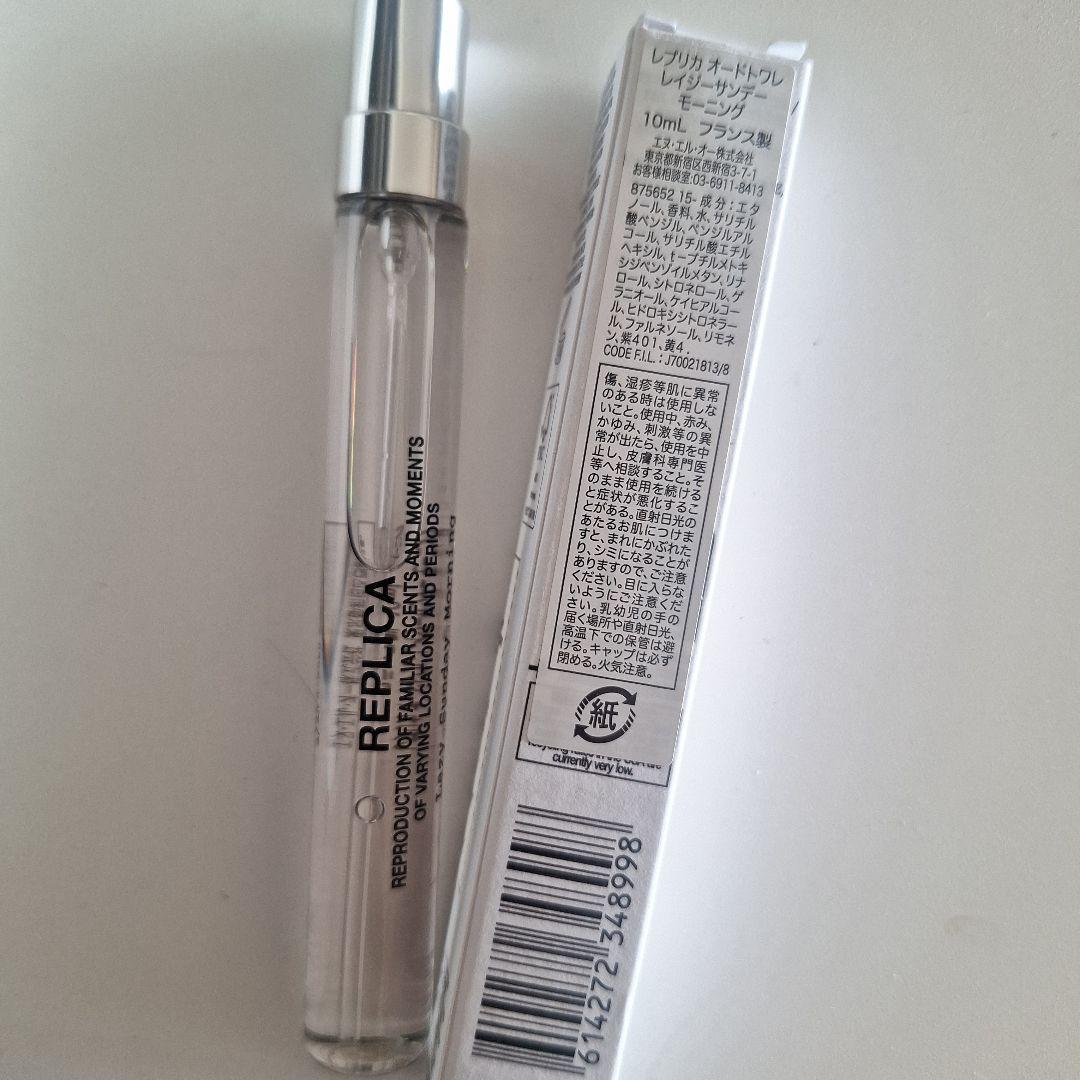 REPLICA
REPRODUCTION OF FAMILIAR SCENTS AND MOMENTS
OF VARYING LOCATIONS AND PERIODS
Lazy Sunday Morning
レプリカ オードトワレ
レイジーサンデー
モーニング
10mL フランス製
エヌ・エル・オー株式会社
東京都新宿区西新宿3-7-1
お客様相談室:03-6911-8413
875652 15- 成分:エタ
ノール、香料、水、サリチル
酸ベンジル、ベンジルアル
コール、サリチル酸エチル
ヘキシル、t-ブチルメトキ
シジベンゾイルメタン、リナ
ロール、シトロネロール、ゲ
ラニオール、ケイヒアルコー
ル、ヒドロキシシトロネラー
ル、ファルネソール、リモネ
ン、紫401、黄4.
CODE F.I.L. : J70021813/8
傷、湿疹等肌に異常
のある時は使用しな
いこと。使用中、赤み、
かゆみ、刺激等の異
常が出たら、使用を中
止し、皮膚科専門医
等へ相談すること。そ
のまま使用を続ける
と症状が悪化するこ
とがある。直射日光の
あたるお肌につけま
すと、まれにかぶれた
り、シミになることが
ありますので、ご注意
ください。目に入らな
いようにご注意くだ
さい。乳幼児の手の
届く場所や直射日光、
高温下での保管は避
ける。キャップは必ず
閉める。火気注意。
紙
currently very low.
614272 348998